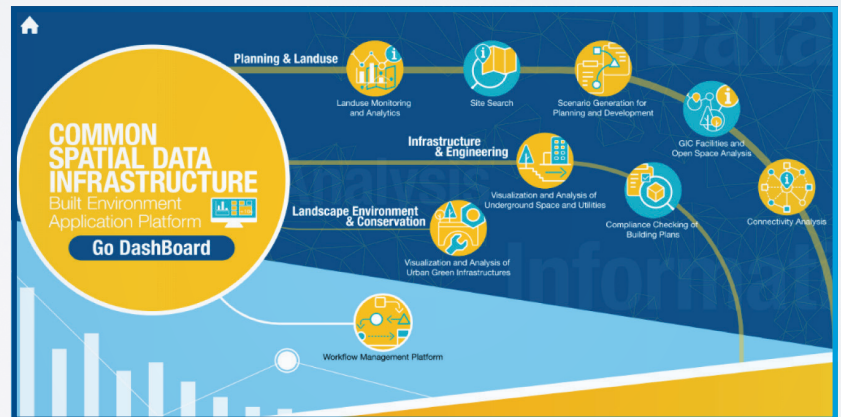 COMMON
SPATIAL DATA
INFRASTRUCTURE
Built Environment
Application Platform
Go DashBoard
Planning & Landuse
Landuse Monitoring
and Analytics
Site Search
Scenario Generation for
Planning and Development
GIC Facilities and
Open Space Analysis
Connectivity Analysis
Infrastructure
& Engineering
Visualization and Analysis of
Underground Space and Utilities
Compliance Checking of
Building Plans
Landscape Environment
& Conservation
Visualization and Analysis of
Urban Green Infrastructures
Workflow Management Platform
Data
Informati